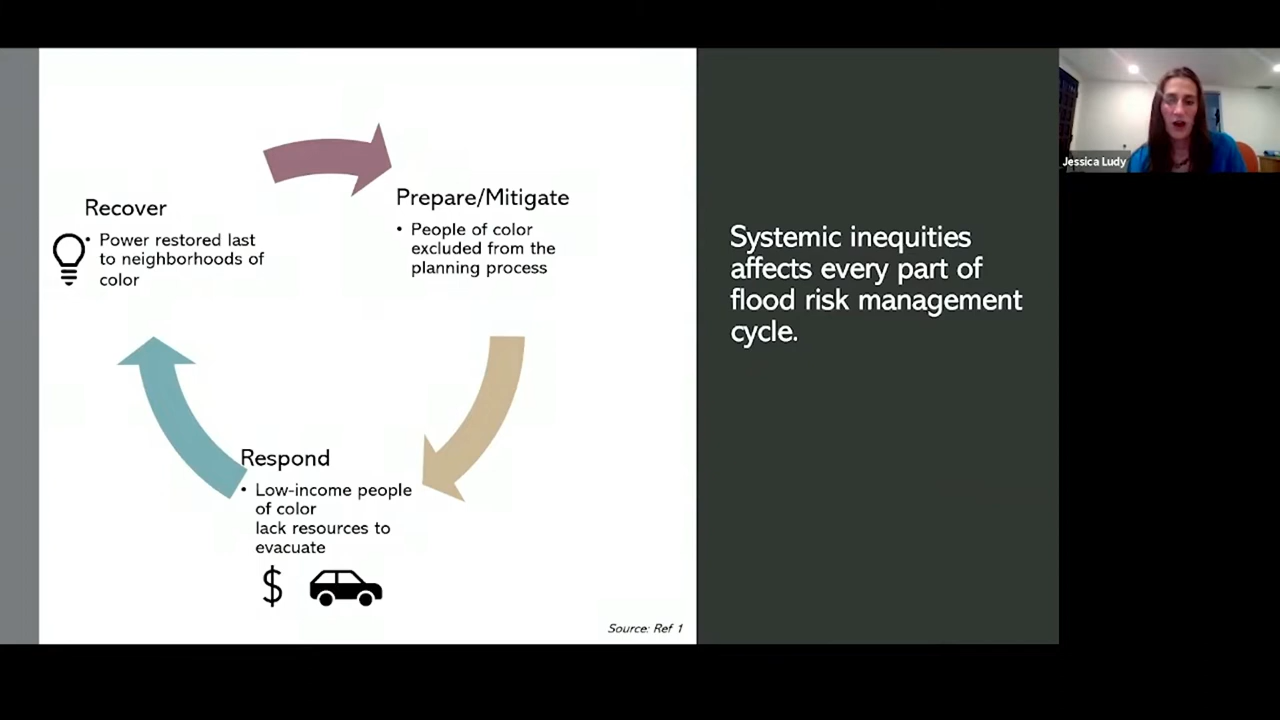 Recover
• Power restored last
to neighborhoods of
color
Prepare/Mitigate
• People of color
excluded from the
planning process
Respond
• Low-income people
of color
lack resources to
evacuate
$
Source: Ref 1
Systemic inequities
affects every part of
flood risk management
cycle.
Jessica Ludy